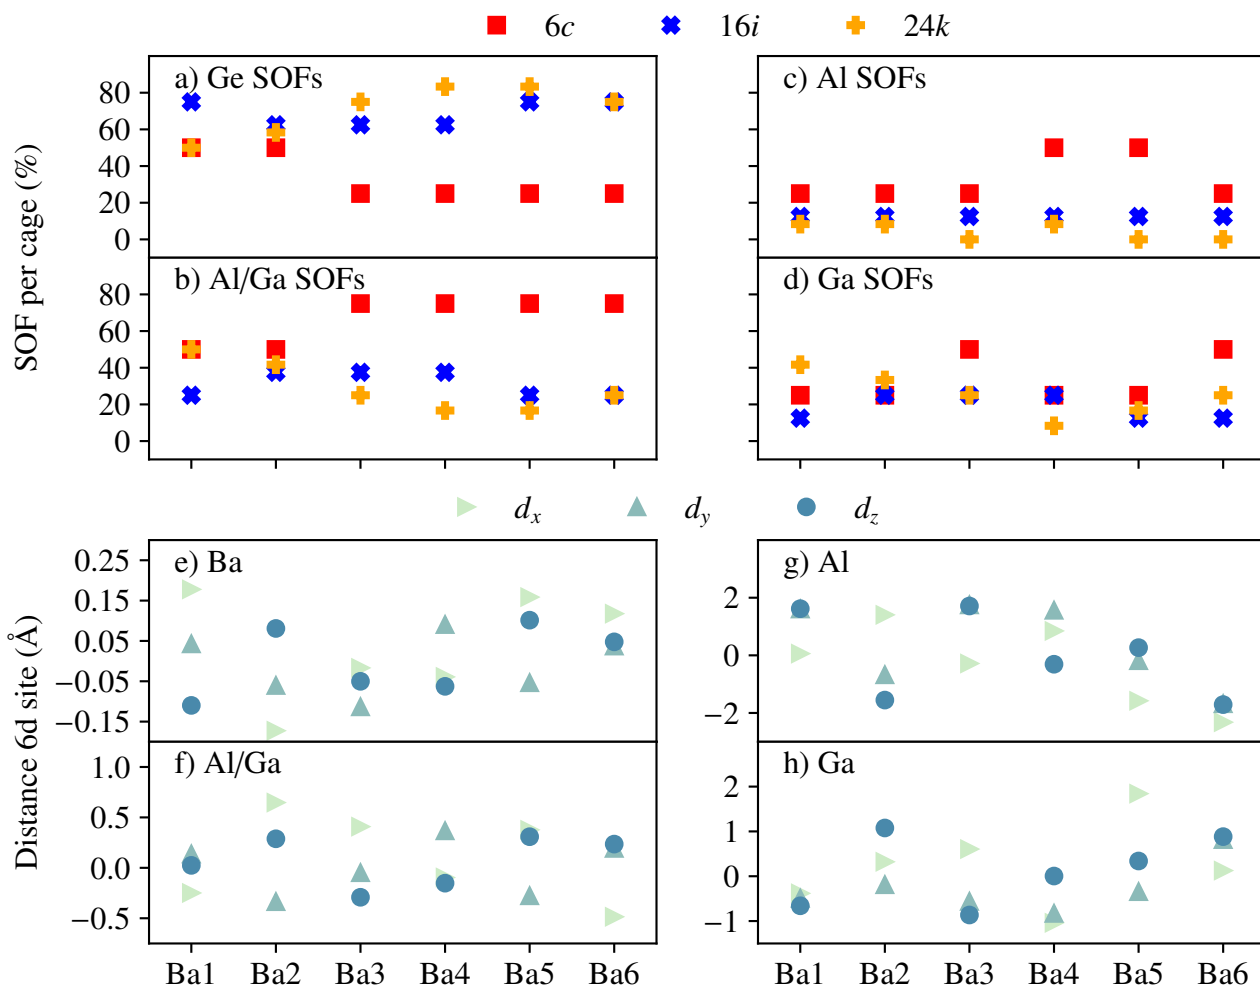 6c 16i 24k
a) Ge SOFs
80
60
40
20
0
b) Al/Ga SOFs
80
60
40
20
0
SOF per cage (%)
c) Al SOFs
d) Ga SOFs
dx dy dz
e) Ba
0.25
0.15
0.05
−0.05
−0.15
f) Al/Ga
1.0
0.5
0.0
−0.5
Distance 6d site (Å)
Ba1 Ba2 Ba3 Ba4 Ba5 Ba6
g) Al
2
0
−2
h) Ga
2
1
0
−1
Ba1 Ba2 Ba3 Ba4 Ba5 Ba6